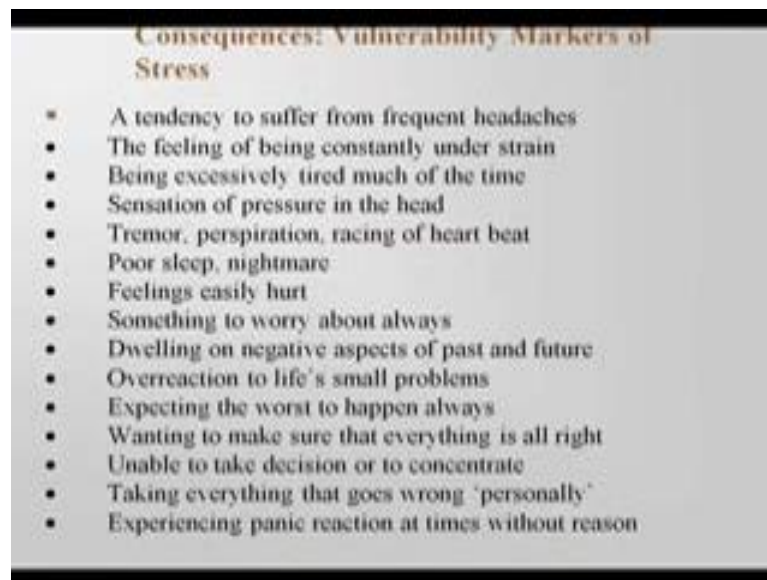 Consequences: Vulnerability Markers of
Stress
A tendency to suffer from frequent headaches
The feeling of being constantly under strain
Being excessively tired much of the time
Sensation of pressure in the head
Tremor, perspiration, racing of heart beat
Poor sleep, nightmare
Feelings easily hurt
Something to worry about always
Dwelling on negative aspects of past and future
Overreaction to life's small problems
Expecting the worst to happen always
Wanting to make sure that everything is all right
Unable to take decision or to concentrate
Taking everything that goes wrong 'personally'
Experiencing panic reaction at times without reason